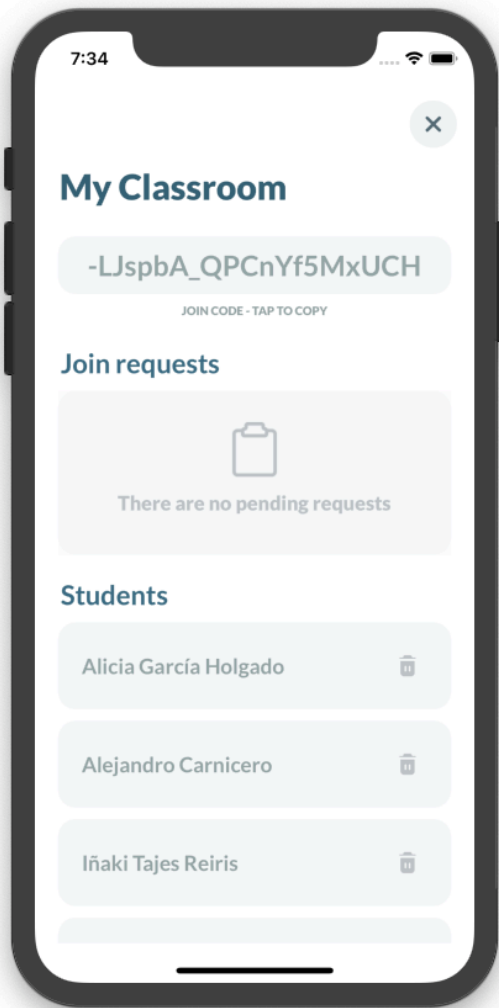 7:34
My Classroom
-LJspbA_QPCnYf5MxUCH
JOIN CODE - TAP TO COPY
Join requests
There are no pending requests
Students
Alicia García Holgado
Alejandro Carnicero
Iñaki Tajes Reiris